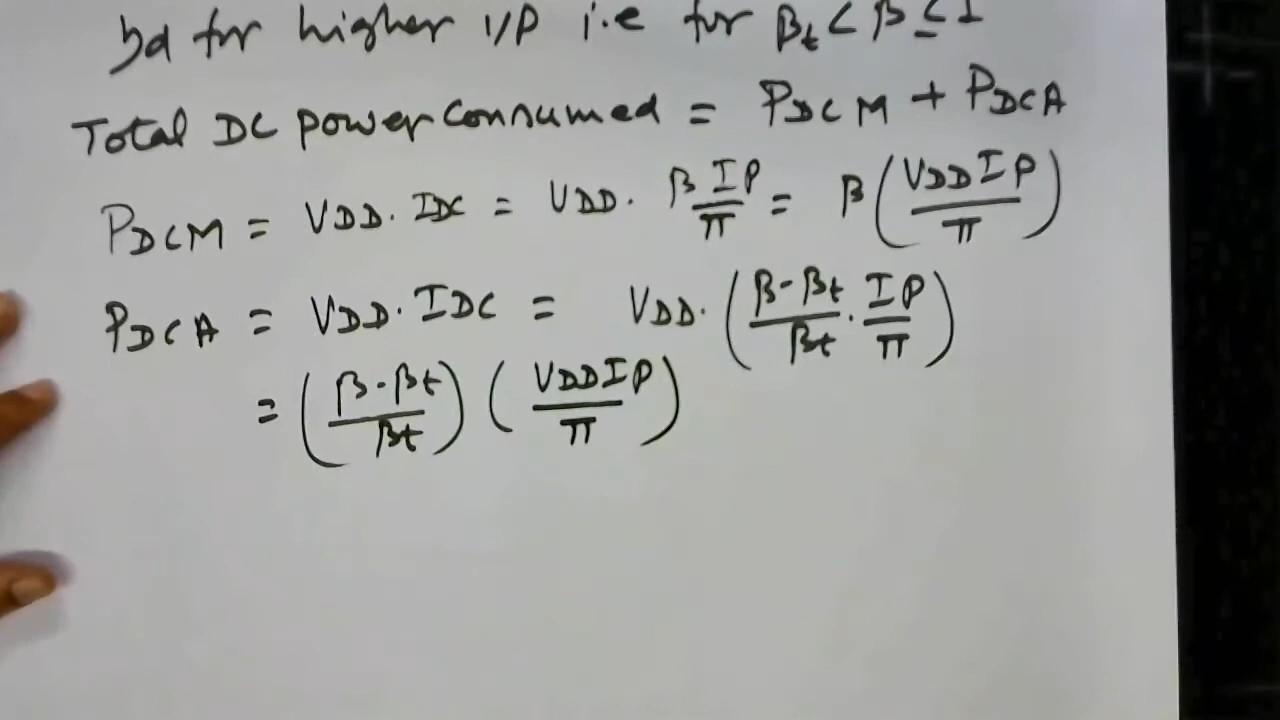 for higher i/p i.e for βt < β ≤ 1
Total DC power Consumed = PDCM + PDCA
PDCM = VDD. IDC = VDD. β IP/π = β (VDD IP/π)
PDCA = VDD. IDC = VDD. (β-βt/βt . IP/π)
= (β-βt/βt) (VDD IP/π)